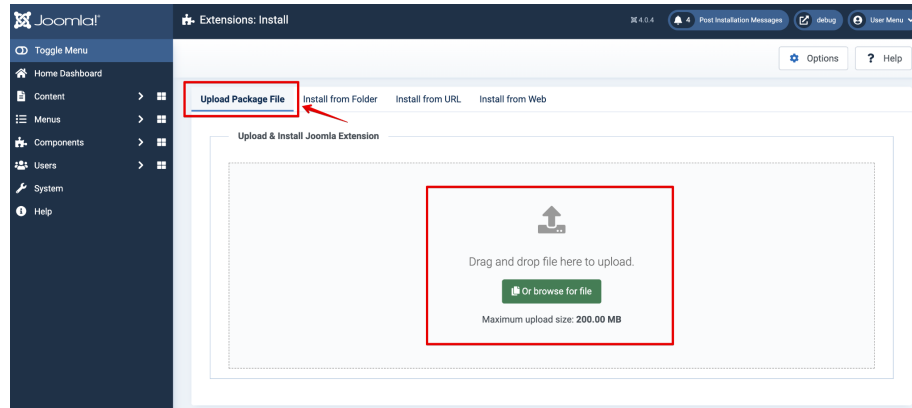 Joomla!®
Extensions: Install
4.0.4
4 Post Installation Messages
debug
User Menu
Toggle Menu
Home Dashboard
Content
Menus
Components
Users
System
Help
Options
? Help
Upload Package File
Install from Folder
Install from URL
Install from Web
Upload & Install Joomla Extension
Drag and drop file here to upload.
Or browse for file
Maximum upload size: 200.00 MB